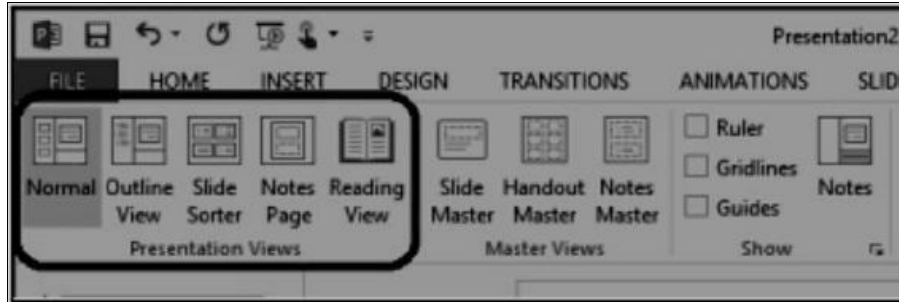 Presentation2
FILE HOME INSERT DESIGN TRANSITIONS ANIMATIONS
Normal Outline View Slide Sorter Notes Page Reading View Slide Master Handout Master Notes Master Ruler Gridlines Guides Notes
Presentation Views Master Views Show